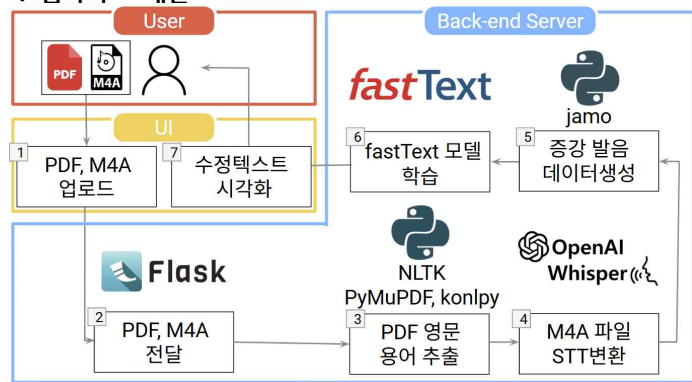 User
Back-end Server
PDF
M4A
fastText
jamo
UI
1
PDF, M4A
업로드
7
수정텍스트
시각화
6
fastText 모델
학습
5
증강 발음
데이터생성
Flask
NLTK
PyMuPDF, konlpy
OpenAI
Whisper
2
PDF, M4A
전달
3
PDF 영문
용어 추출
4
M4A 파일
STT변환